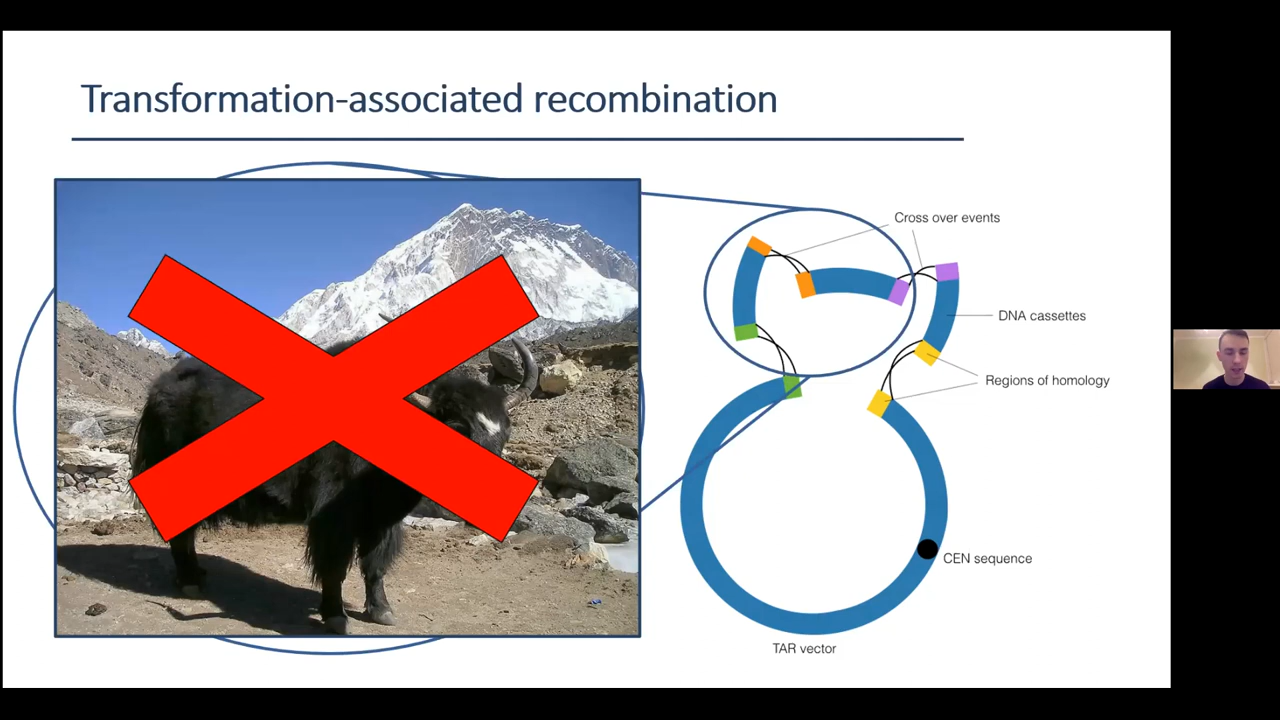 Transformation-associated recombination
Cross over events
DNA cassettes
Regions of homology
CEN sequence
TAR vector